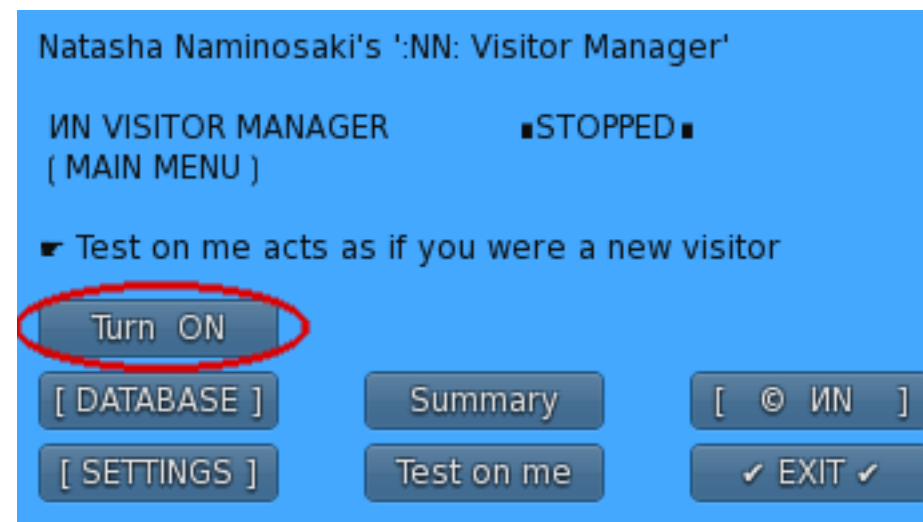 Natasha Naminosaki's ':NN: Visitor Manager'
ИN VISITOR MANAGER ∎STOPPED∎
( MAIN MENU )
☛ Test on me acts as if you were a new visitor
Turn ON
[ DATABASE ] Summary [ © ИN ]
[ SETTINGS ] Test on me ✔ EXIT ✔